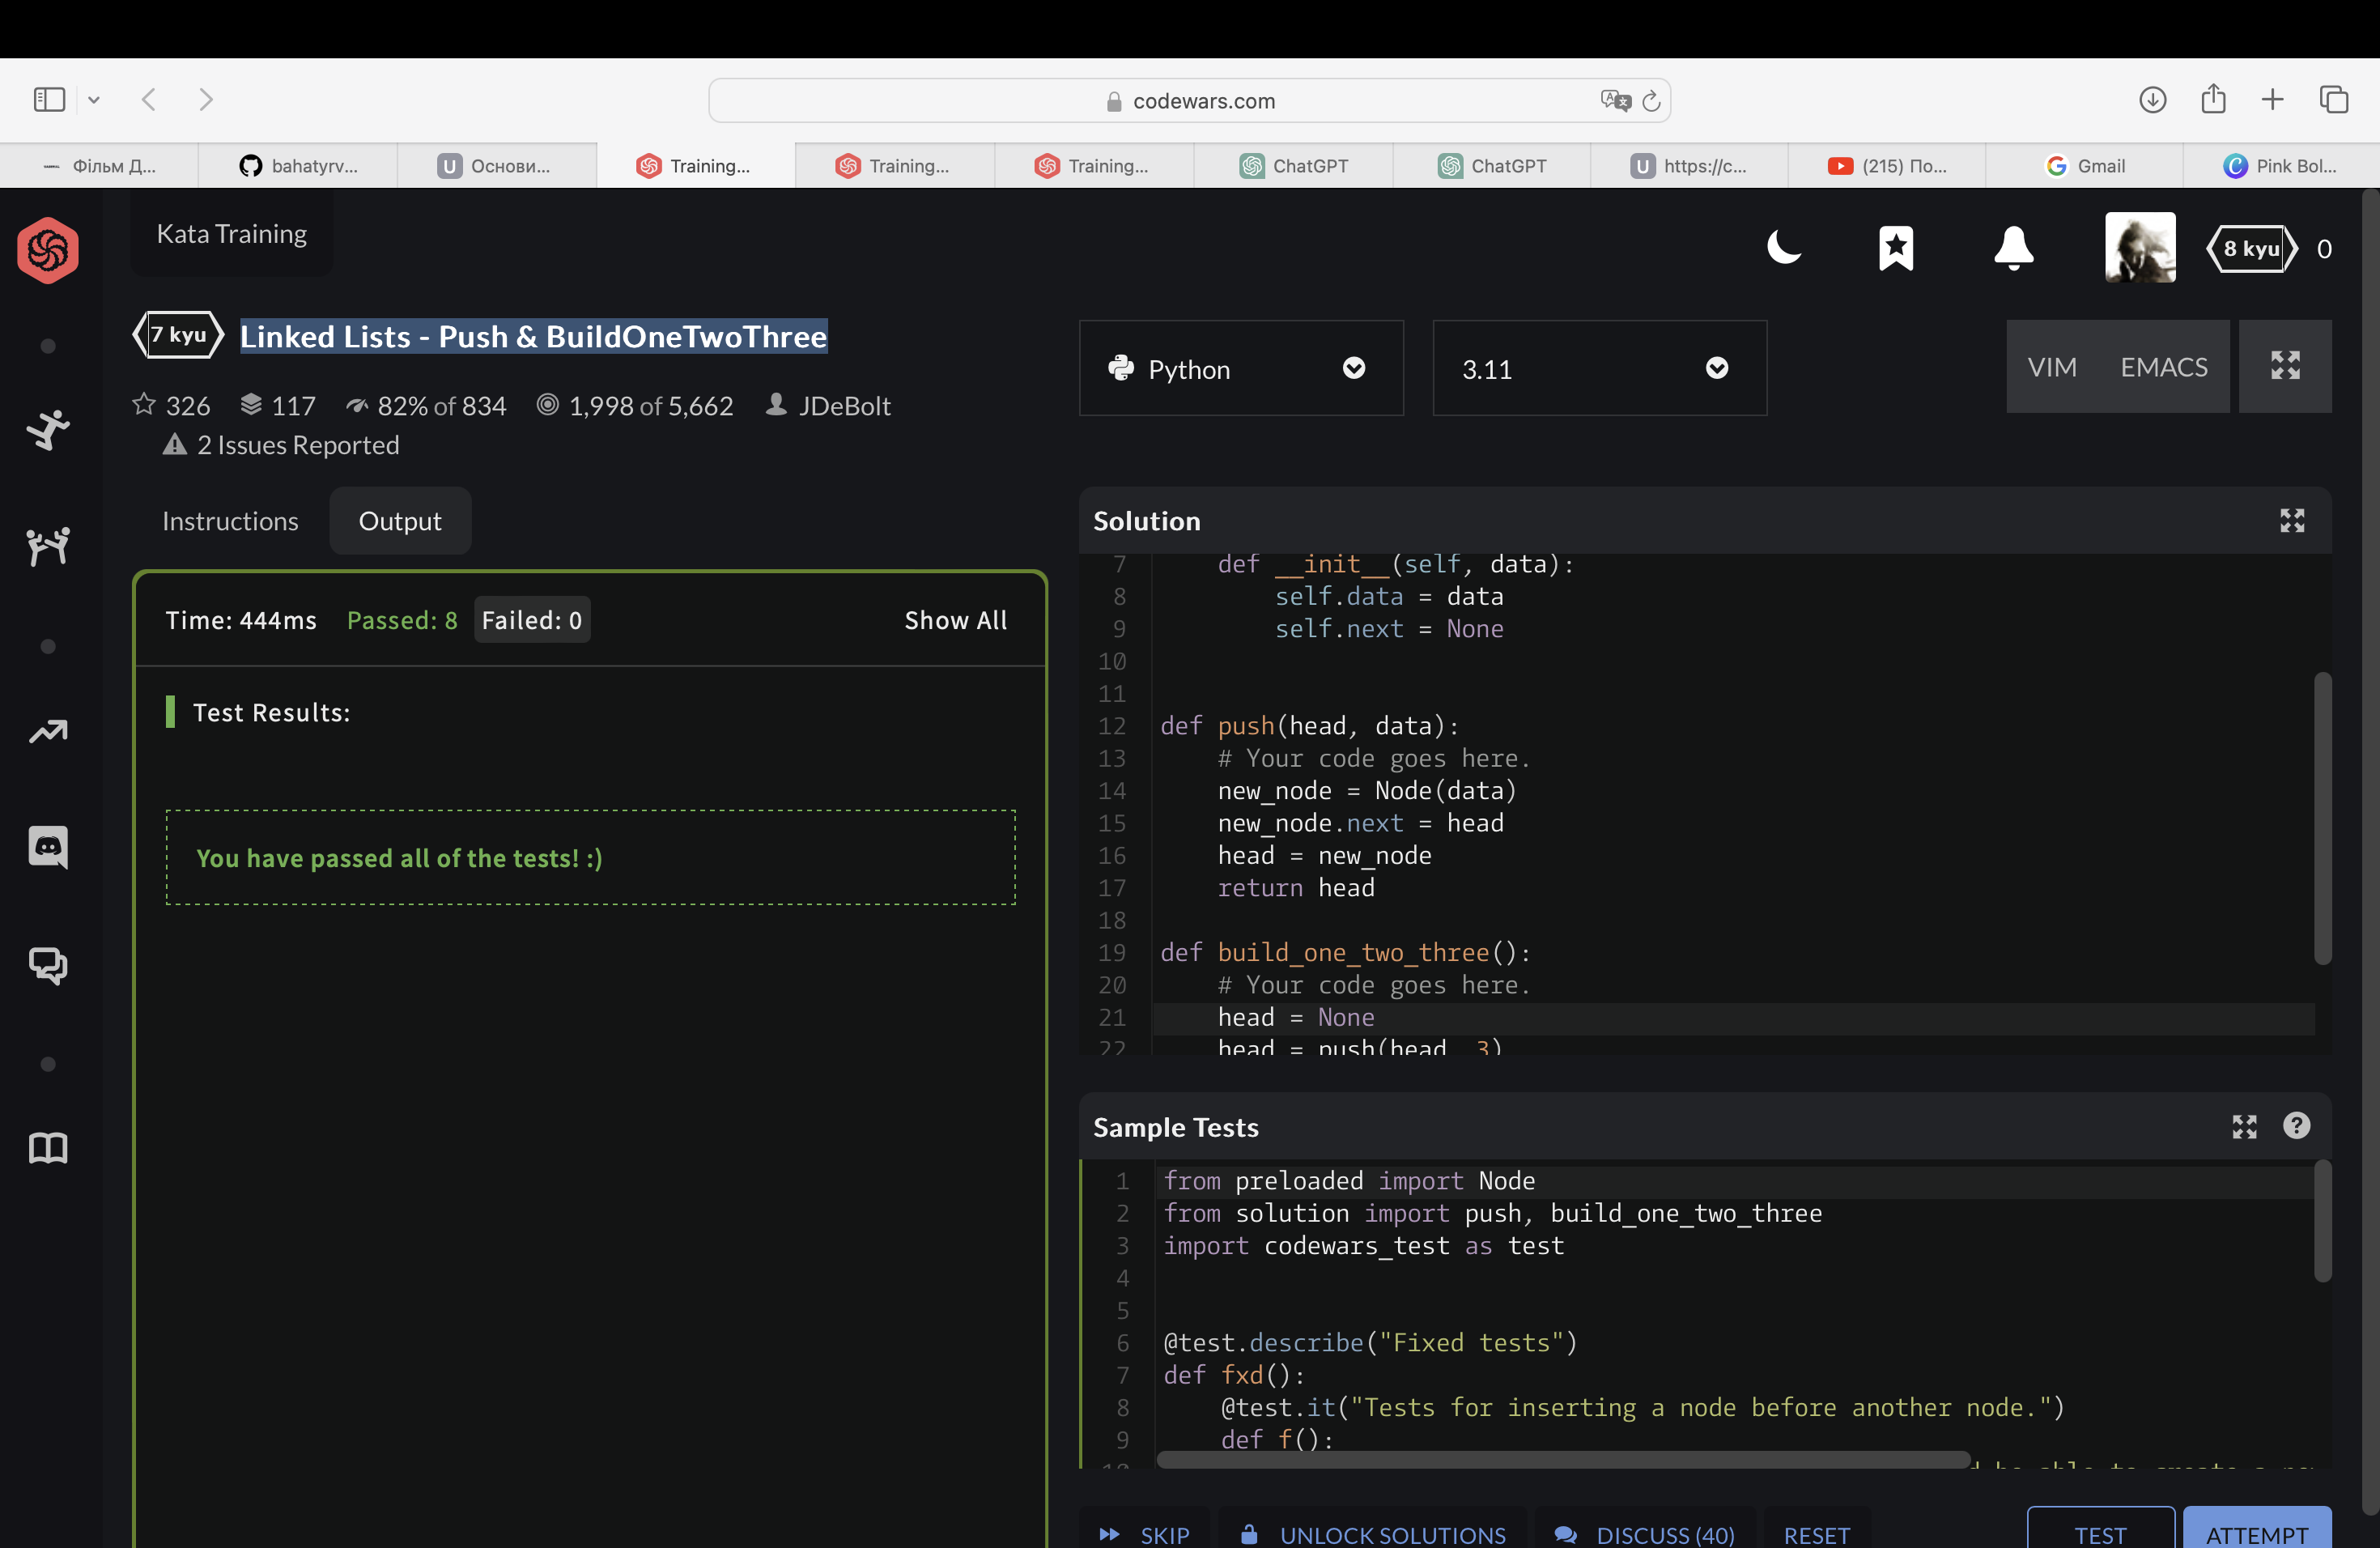 codewars.com
Фільм Д...
bahatyrv...
U
Основи...
Training...
Training...
Training...
ChatGPT
ChatGPT
U
https://c...
(215) По...
Gmail
Pink Bol...
Kata Training
8 kyu
0
7 kyu
Linked Lists - Push & BuildOneTwoThree
326
117
82% of 834
1,998 of 5,662
JDeBolt
2 Issues Reported
Python
3.11
VIM
EMACS
Instructions
Output
Time: 444ms
Passed: 8
Failed: 0
Show All
Test Results:
You have passed all of the tests! :)
Solution
7 def __init__(self, data):
8 self.data = data
9 self.next = None
10
11
12 def push(head, data):
13 # Your code goes here.
14 new_node = Node(data)
15 new_node.next = head
16 head = new_node
17 return head
18
19 def build_one_two_three():
20 # Your code goes here.
21 head = None
22 head = push(head, 3)
Sample Tests
1 from preloaded import Node
2 from solution import push, build_one_two_three
3 import codewars_test as test
4
5
6 @test.describe("Fixed tests")
7 def fxd():
8 @test.it("Tests for inserting a node before another node.")
9 def f():
SKIP
UNLOCK SOLUTIONS
DISCUSS (40)
RESET
TEST
ATTEMPT